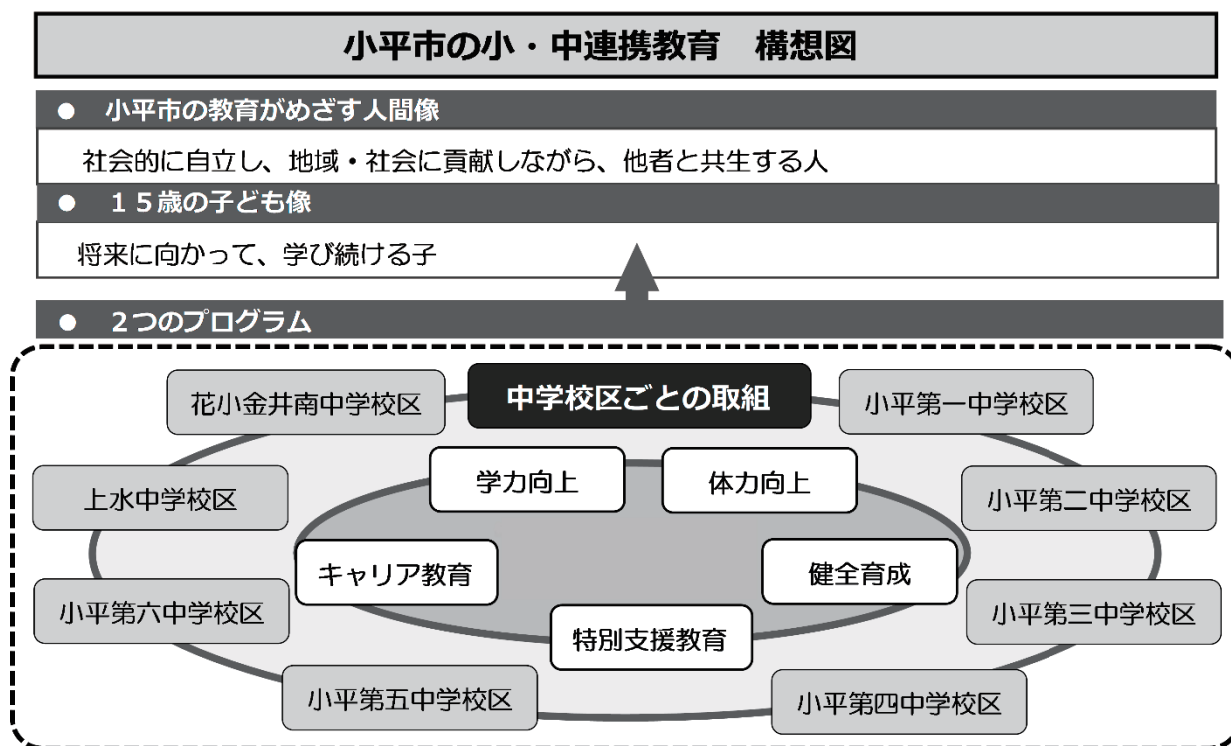 小平市の小・中連携教育　構想図
● 小平市の教育がめざす人間像
社会的に自立し、地域・社会に貢献しながら、他者と共生する人
● １５歳の子ども像
将来に向かって、学び続ける子
● ２つのプログラム
中学校区ごとの取組
花小金井南中学校区
小平第一中学校区
学力向上
体力向上
上水中学校区
小平第二中学校区
キャリア教育
健全育成
小平第六中学校区
小平第三中学校区
特別支援教育
小平第五中学校区
小平第四中学校区